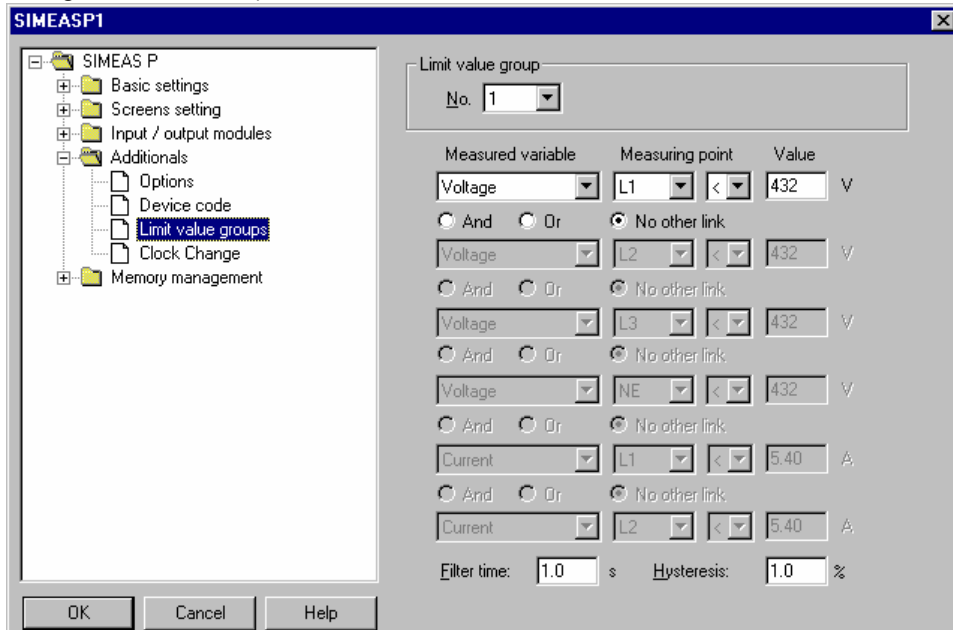 SIMEASP1
SIMEAS P
Basic settings
Screens setting
Input / output modules
Additionals
Options
Device code
Limit value groups
Clock Change
Memory management
OK Cancel Help
Limit value group
No. 1
Measured variable Measuring point Value
Voltage L1 < 432 V
And Or No other link
Voltage L2 < 432 V
And Or No other link
Voltage L3 < 432 V
And Or No other link
Voltage NE < 432 V
And Or No other link
Current L1 < 5.40 A
And Or No other link
Current L2 < 5.40 A
Filter time: 1.0 s Hysteresis: 1.0 %